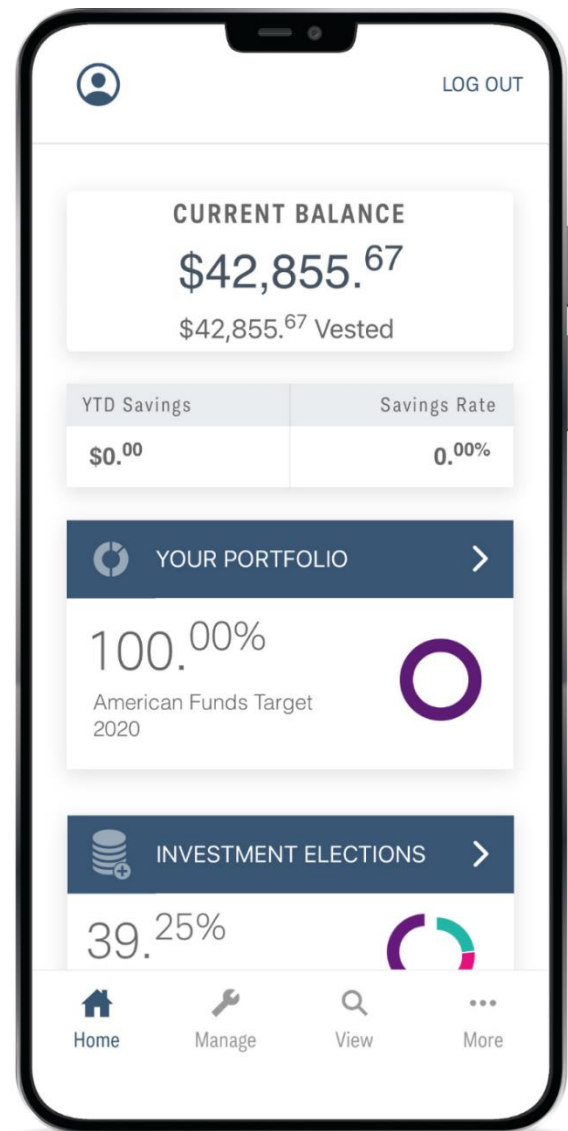 LOG OUT
CURRENT BALANCE
$42,855.67
$42,855.67 Vested
YTD Savings Savings Rate
$0.00 0.00%
YOUR PORTFOLIO
100.00%
American Funds Target
2020
INVESTMENT ELECTIONS
39.25%
Home Manage View More